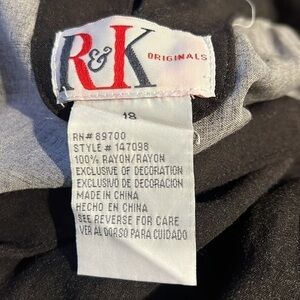 R&K ORIGINALS
18
RN# 89700
STYLE # 147098
100% RAYON/RAYON
EXCLUSIVE OF DECORATION
EXCLUSIVO DE DECORACIÓN
MADE IN CHINA
HECHO EN CHINA
SEE REVERSE FOR CARE
VER AL DORSO PARA CUIDADO